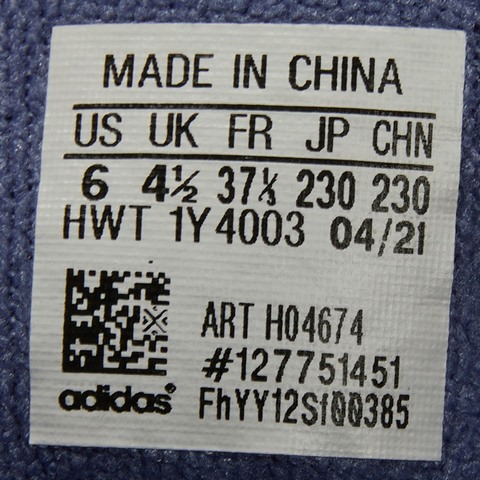 MADE IN CHINA
US UK FR JP CHN
6 4½ 37⅓ 230 230
HWT 1Y4003 04/21
ART H04674
#127751451
adidas
FhYY12Sf00385